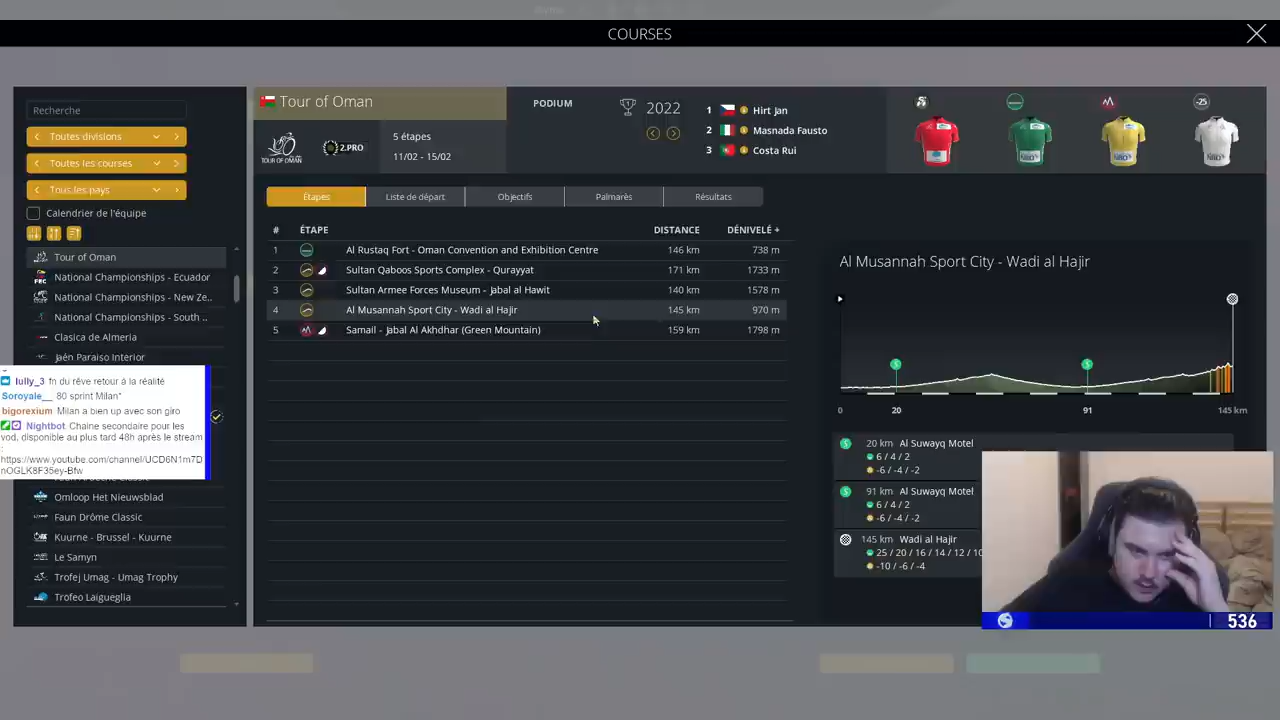 COURSES
Recherche
Toutes divisions
Toutes les courses
Tous les pays
Calendrier de l'équipe
Tour of Oman
National Championships - Ecuador
National Championships - New Ze..
National Championships - South ..
Clasica de Almeria
Jaén Paraiso Interior
Omloop Het Nieuwsblad
Faun Drôme Classic
Kuurne - Brussel - Kuurne
Le Samyn
Trofej Umag - Umag Trophy
Trofeo Laigueglia
lully_3 fn du rêve retour à la réalité
Soroyale__ 80 sprint Milan*
bigorexium Milan a bien up avec son giro
Nightbot Chaine secondaire pour les
vod, disponible au plus tard 48h après le stream
:
https://www.youtube.com/channel/UCD6N1m7D
nOGLK8F35ey-Bfw
Tour of Oman
TOUR OF OMAN
2.PRO
5 étapes
11/02 - 15/02
PODIUM
2022
1 Hirt Jan
2 Masnada Fausto
3 Costa Rui
-25
Étapes Liste de départ Objectifs Palmarès Résultats
# ÉTAPE DISTANCE DÉNIVELÉ +
1 Al Rustaq Fort - Oman Convention and Exhibition Centre 146 km 738 m
2 Sultan Qaboos Sports Complex - Qurayyat 171 km 1733 m
3 Sultan Armee Forces Museum - Jabal al Hawit 140 km 1578 m
4 Al Musannah Sport City - Wadi al Hajir 145 km 970 m
5 Samail - Jabal Al Akhdhar (Green Mountain) 159 km 1798 m
Al Musannah Sport City - Wadi al Hajir
0 20 91 145 km
20 km Al Suwayq Motel
6 / 4 / 2
-6 / -4 / -2
91 km Al Suwayq Motel
6 / 4 / 2
-6 / -4 / -2
145 km Wadi al Hajir
25 / 20 / 16 / 14 / 12 / 10
-10 / -6 / -4
536